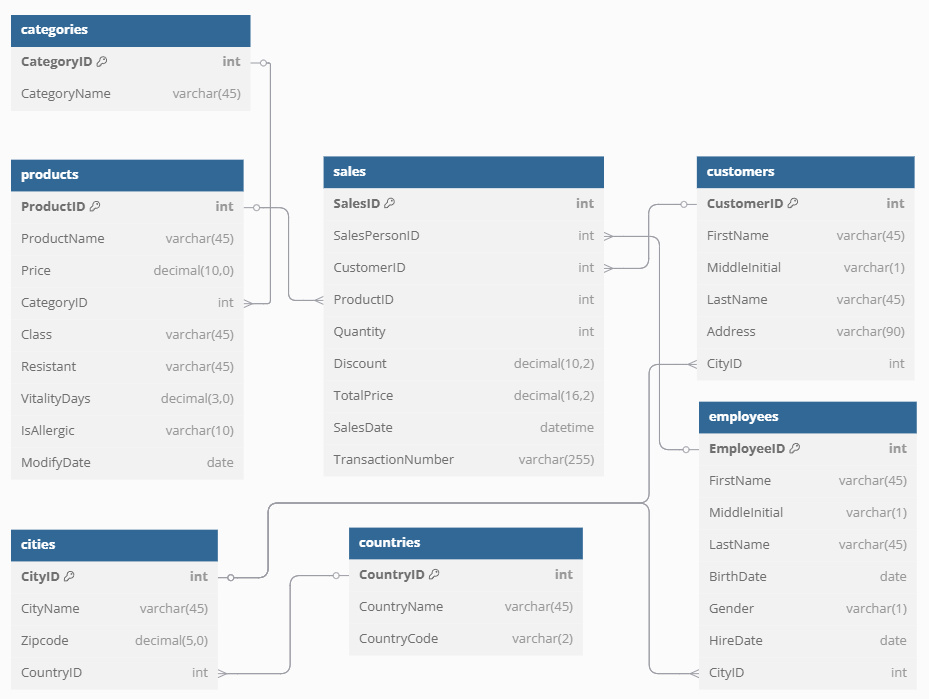 categories
CategoryID int
CategoryName varchar(45)
products
ProductID int
ProductName varchar(45)
Price decimal(10,0)
CategoryID int
Class varchar(45)
Resistant varchar(45)
VitalityDays decimal(3,0)
IsAllergic varchar(10)
ModifyDate date
sales
SalesID int
SalesPersonID int
CustomerID int
ProductID int
Quantity int
Discount decimal(10,2)
TotalPrice decimal(16,2)
SalesDate datetime
TransactionNumber varchar(255)
customers
CustomerID int
FirstName varchar(45)
MiddleInitial varchar(1)
LastName varchar(45)
Address varchar(90)
CityID int
employees
EmployeeID int
FirstName varchar(45)
MiddleInitial varchar(1)
LastName varchar(45)
BirthDate date
Gender varchar(1)
HireDate date
CityID int
cities
CityID int
CityName varchar(45)
Zipcode decimal(5,0)
CountryID int
countries
CountryID int
CountryName varchar(45)
CountryCode varchar(2)